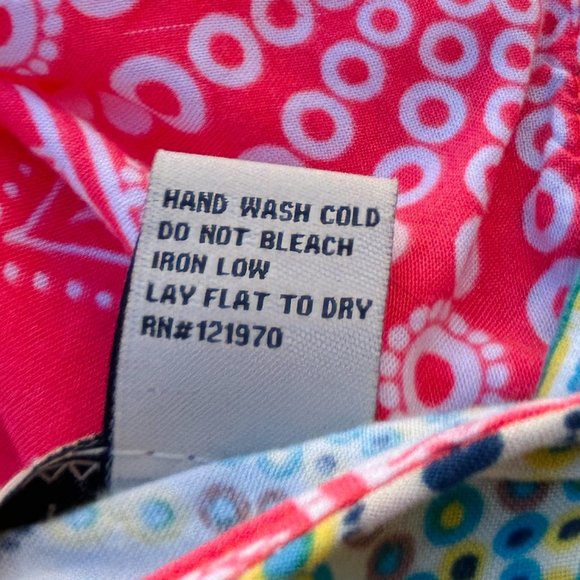 HAND WASH COLD
DO NOT BLEACH
IRON LOW
LAY FLAT TO DRY
RN#121970